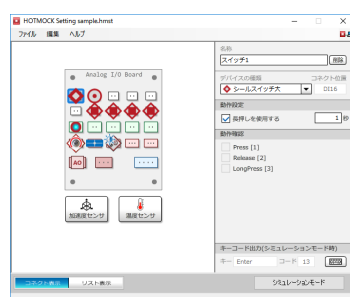 HOTMOCK Setting sample.hmst
ファイル 編集 ヘルプ
Analog I/O Board
AO
加速度センサ 温度センサ
コネクト表示 リスト表示
名称
スイッチ1 削除
デバイスの種類 コネクト位置
シールスイッチ大 DI16
動作設定
長押しを使用する 1 秒
動作確認
Press [1]
Release [2]
LongPress [3]
キーコード出力(シミュレーションモード時)
キー Enter コード 13
シミュレーションモード